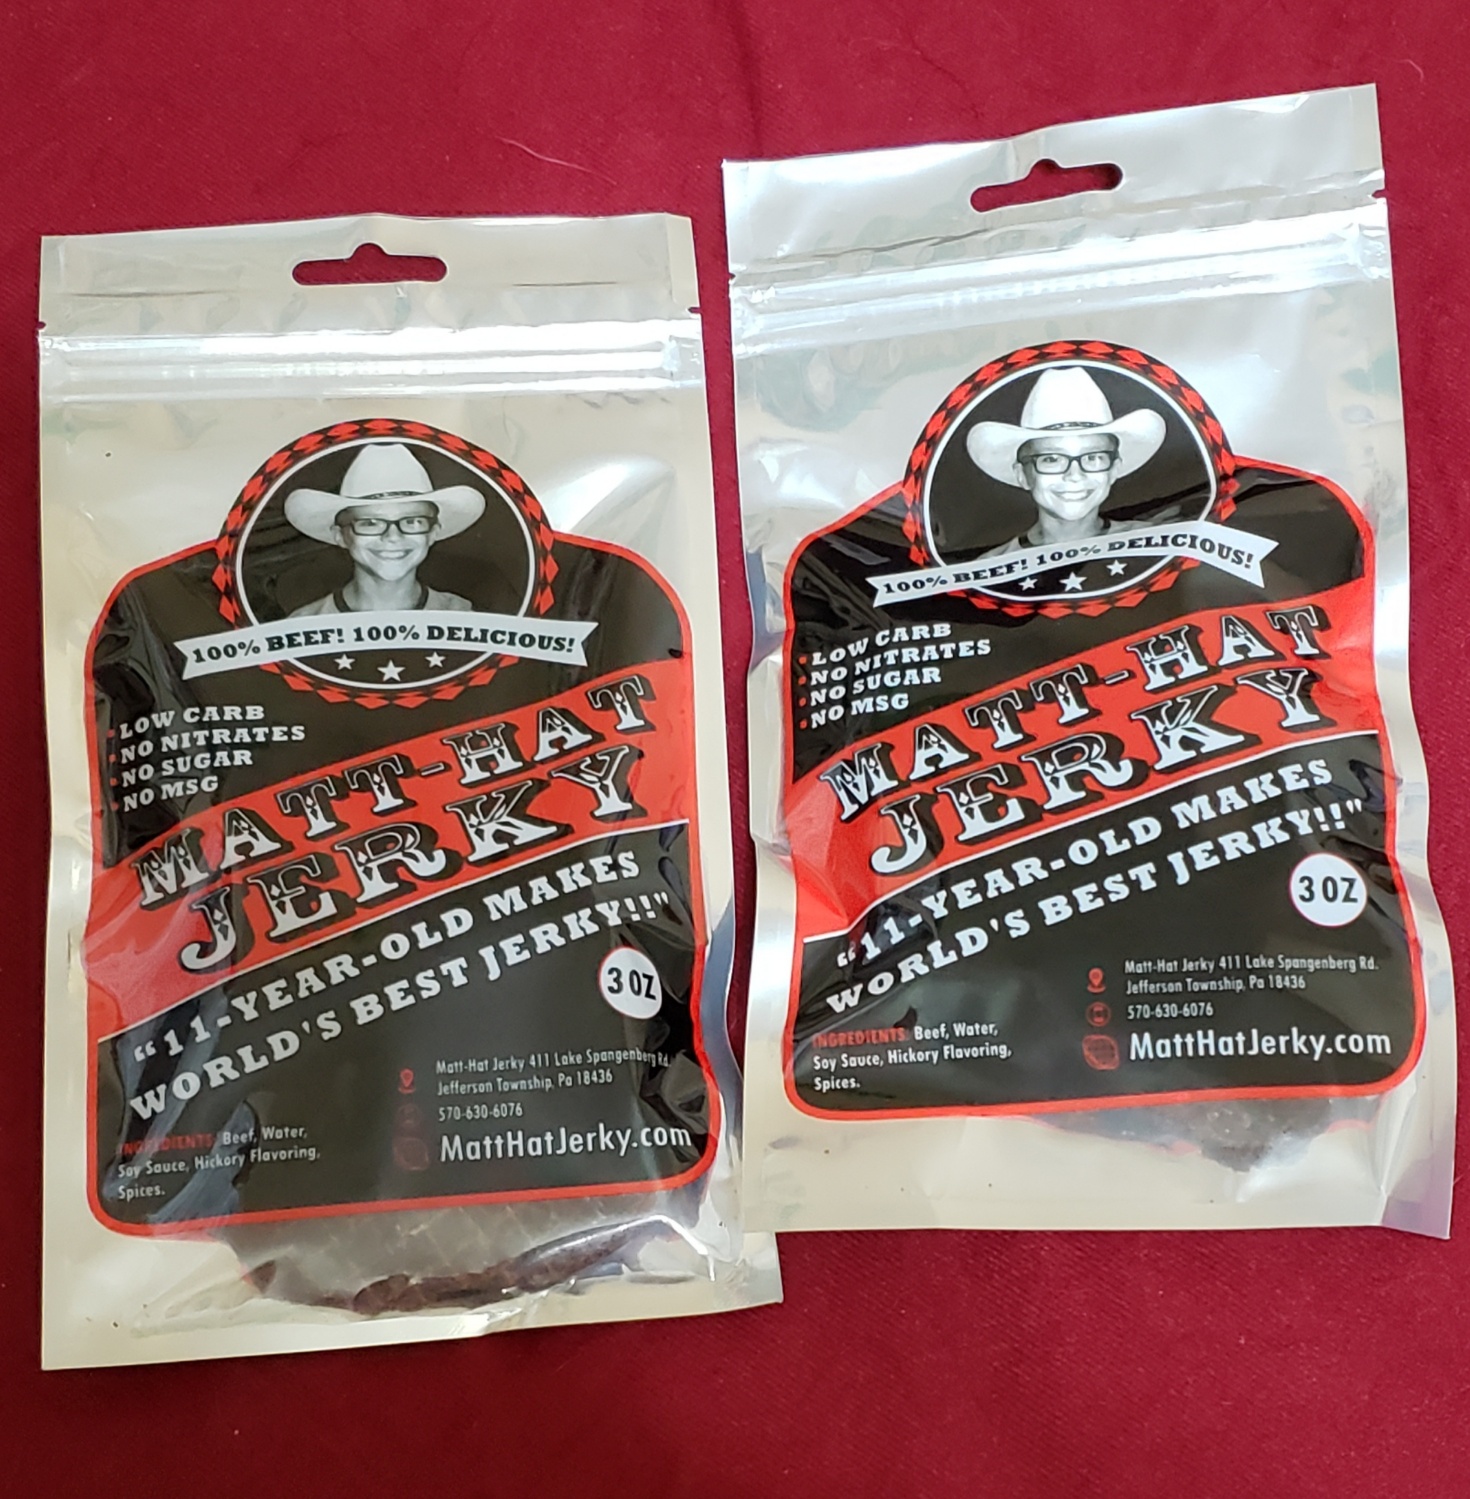 100% BEEF! 100% DELICIOUS!
LOW CARB
NO NITRATES
NO SUGAR
NO MSG
MATT-HAT
JERKY
"11-YEAR-OLD MAKES
WORLD'S BEST JERKY!!"
3 OZ
Matt-Hat Jerky 411 Lake Spangenberg Rd.
Jefferson Township, Pa 18436
570-630-6076
MattHatJerky.com
INGREDIENTS: Beef, Water,
Soy Sauce, Hickory Flavoring,
Spices.
100% BEEF! 100% DELICIOUS!
LOW CARB
NO NITRATES
NO SUGAR
NO MSG
MATT-HAT
JERKY
"11-YEAR-OLD MAKES
WORLD'S BEST JERKY!!"
3 OZ
Matt-Hat Jerky 411 Lake Spangenberg Rd.
Jefferson Township, Pa 18436
570-630-6076
MattHatJerky.com
INGREDIENTS: Beef, Water,
Soy Sauce, Hickory Flavoring,
Spices.